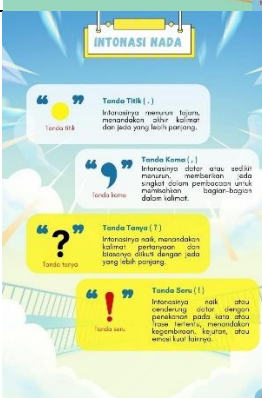 INTONASI NADA
Tanda Titik ( . )
Intonasinya menurun tajam,
menandakan akhir kalimat
dan jeda yang lebih panjang.
Tanda titik
Tanda Koma ( , )
Intonasinya datar atau sedikit
menurun, memberikan jeda
singkat dalam pembacaan untuk
memisahkan bagian-bagian
dalam kalimat.
Tanda koma
Tanda Tanya ( ? )
Intonasinya naik, menandakan
kalimat pertanyaan dan
biasanya diikuti dengan jeda
yang lebih panjang.
Tanda tanya
Tanda Seru ( ! )
Intonasinya naik atau
cenderung datar dengan
penekanan pada kata atau
frase tertentu, menandakan
kegembiraan, kejutan, atau
emosi kuat lainnya.
Tanda seru